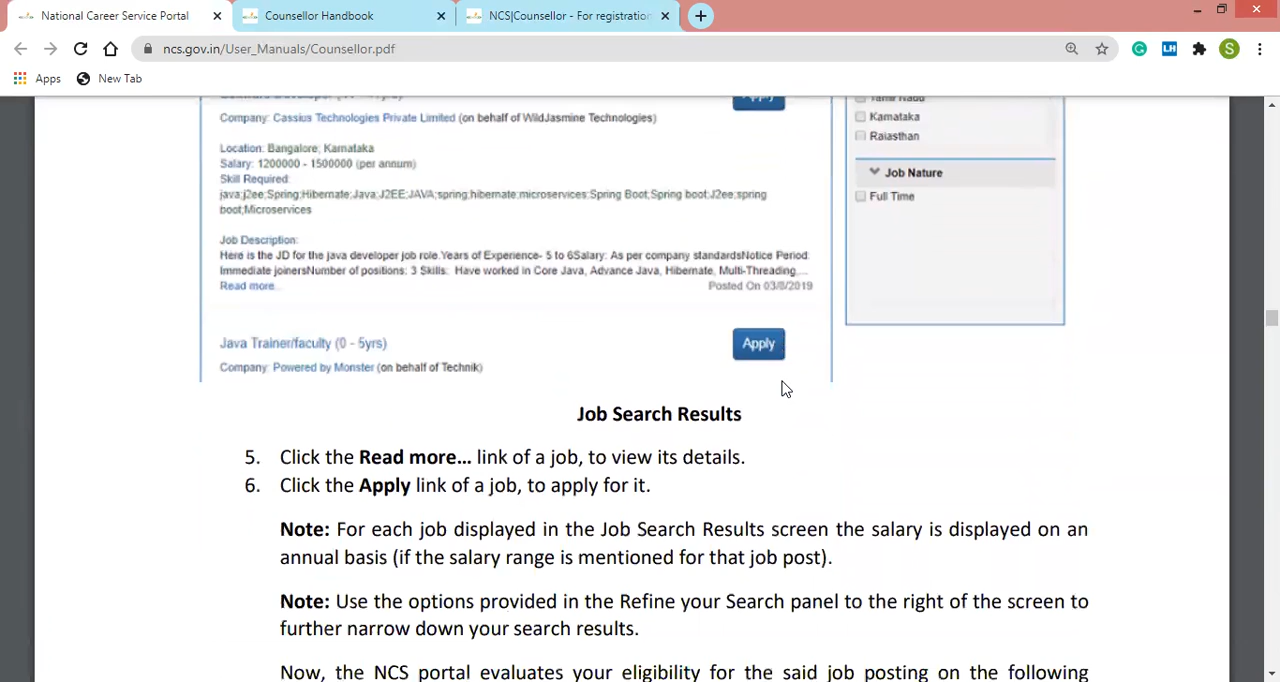 National Career Service Portal
Counsellor Handbook
NCS|Counsellor - For registration
ncs.gov.in/User_Manuals/Counsellor.pdf
LH
S
Apps
New Tab
Apply
Tamil Nadu
Company: Cassius Technologies Private Limited (on behalf of WildJasmine Technologies)
Karnataka
Rajasthan
Location: Bangalore; Karnataka
Salary: 1200000 - 1500000 (per annum)
Job Nature
Skill Required:
java;j2ee;Spring;Hibernate;Java;J2EE;JAVA;spring;hibernate;microservices;Spring Boot;Spring boot;J2ee;spring
Full Time
boot;Microservices
Job Description:
Here is the JD for the java developer job role.Years of Experience- 5 to 6Salary: As per company standardsNotice Period:
Immediate joinersNumber of positions: 3 Skills: Have worked in Core Java, Advance Java, Hibernate, Multi-Threading,...
Read more... Posted On 03/8/2019
Java Trainer/faculty (0 - 5yrs)
Apply
Company: Powered by Monster (on behalf of Technik)
Job Search Results
5. Click the Read more... link of a job, to view its details.
6. Click the Apply link of a job, to apply for it.
Note: For each job displayed in the Job Search Results screen the salary is displayed on an
annual basis (if the salary range is mentioned for that job post).
Note: Use the options provided in the Refine your Search panel to the right of the screen to
further narrow down your search results.
Now, the NCS portal evaluates your eligibility for the said job posting on the following